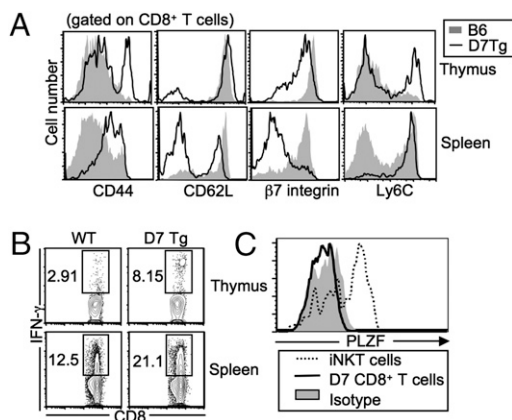 A
(gated on CD8⁺ T cells)
B6
D7Tg
Thymus
Spleen
Cell number
CD44
CD62L
β7 integrin
Ly6C
B
WT
D7 Tg
2.91
8.15
Thymus
12.5
21.1
Spleen
IFN-γ
CD8
C
PLZF
iNKT cells
D7 CD8⁺ T cells
Isotype